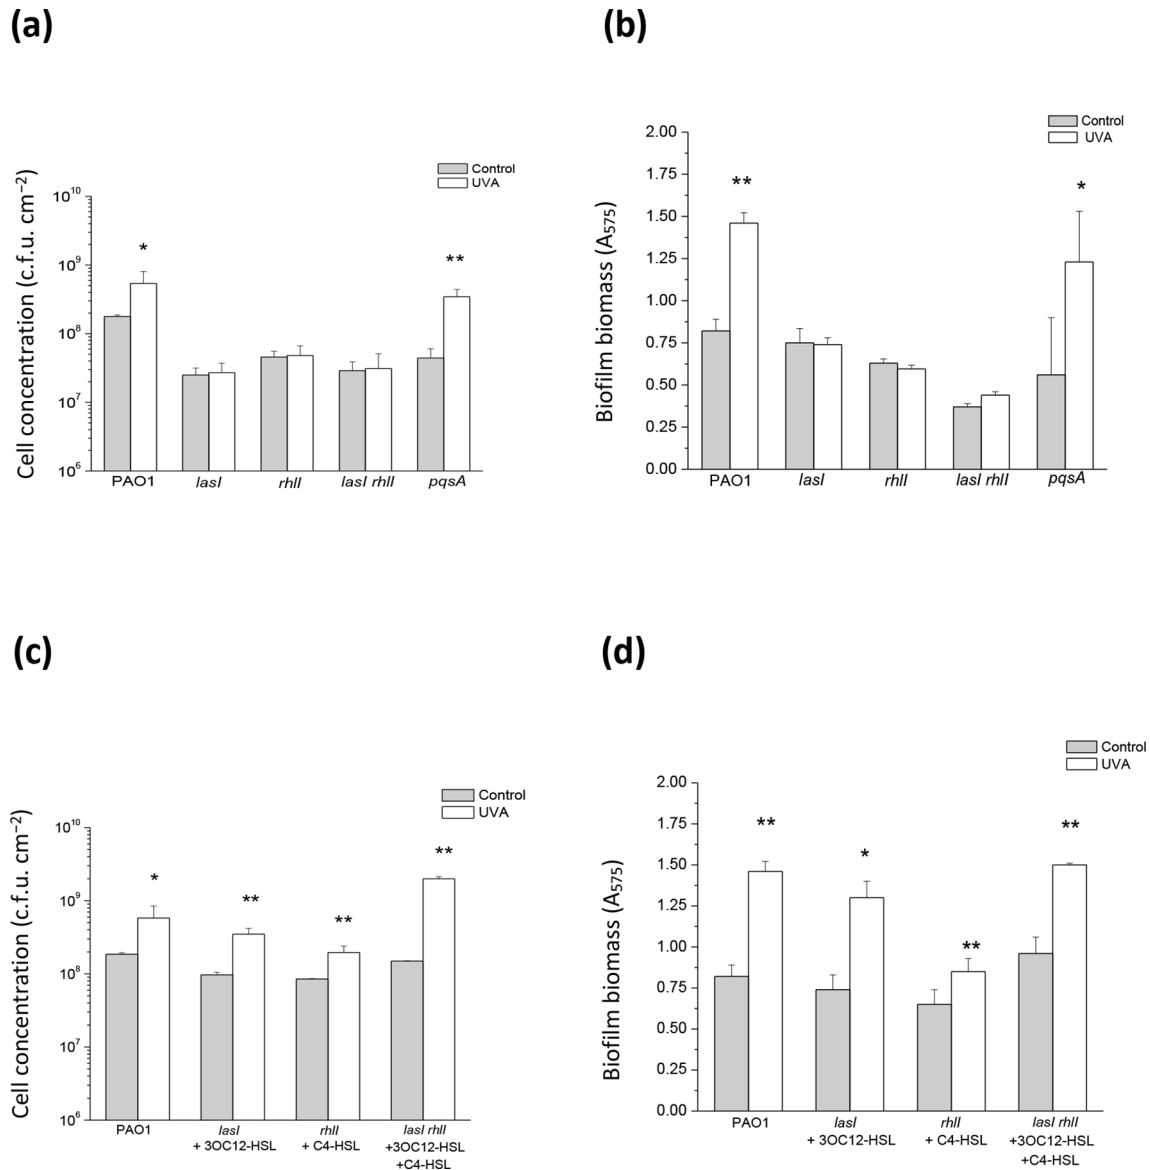 (a)
Control
UVA
Cell concentration (c.f.u. cm⁻²)
10¹⁰
10⁹
10⁸
10⁷
10⁶
*
**
PAO1 lasI rhlI lasI rhlI pqsA
(b)
Control
UVA
Biofilm biomass (A₅₇₅)
2.00
1.75
1.50
1.25
1.00
0.75
0.50
0.25
0.00
**
*
PAO1 lasI rhlI lasI rhlI pqsA
(c)
Control
UVA
Cell concentration (c.f.u. cm⁻²)
10¹⁰
10⁹
10⁸
10⁷
10⁶
*
**
**
**
PAO1 lasI rhlI lasI rhlI
+ 3OC12-HSL + C4-HSL +3OC12-HSL
+C4-HSL
(d)
Control
UVA
Biofilm biomass (A₅₇₅)
2.00
1.75
1.50
1.25
1.00
0.75
0.50
0.25
0.00
**
*
**
**
PAO1 lasI rhlI lasI rhlI
+ 3OC12-HSL + C4-HSL +3OC12-HSL
+C4-HSL